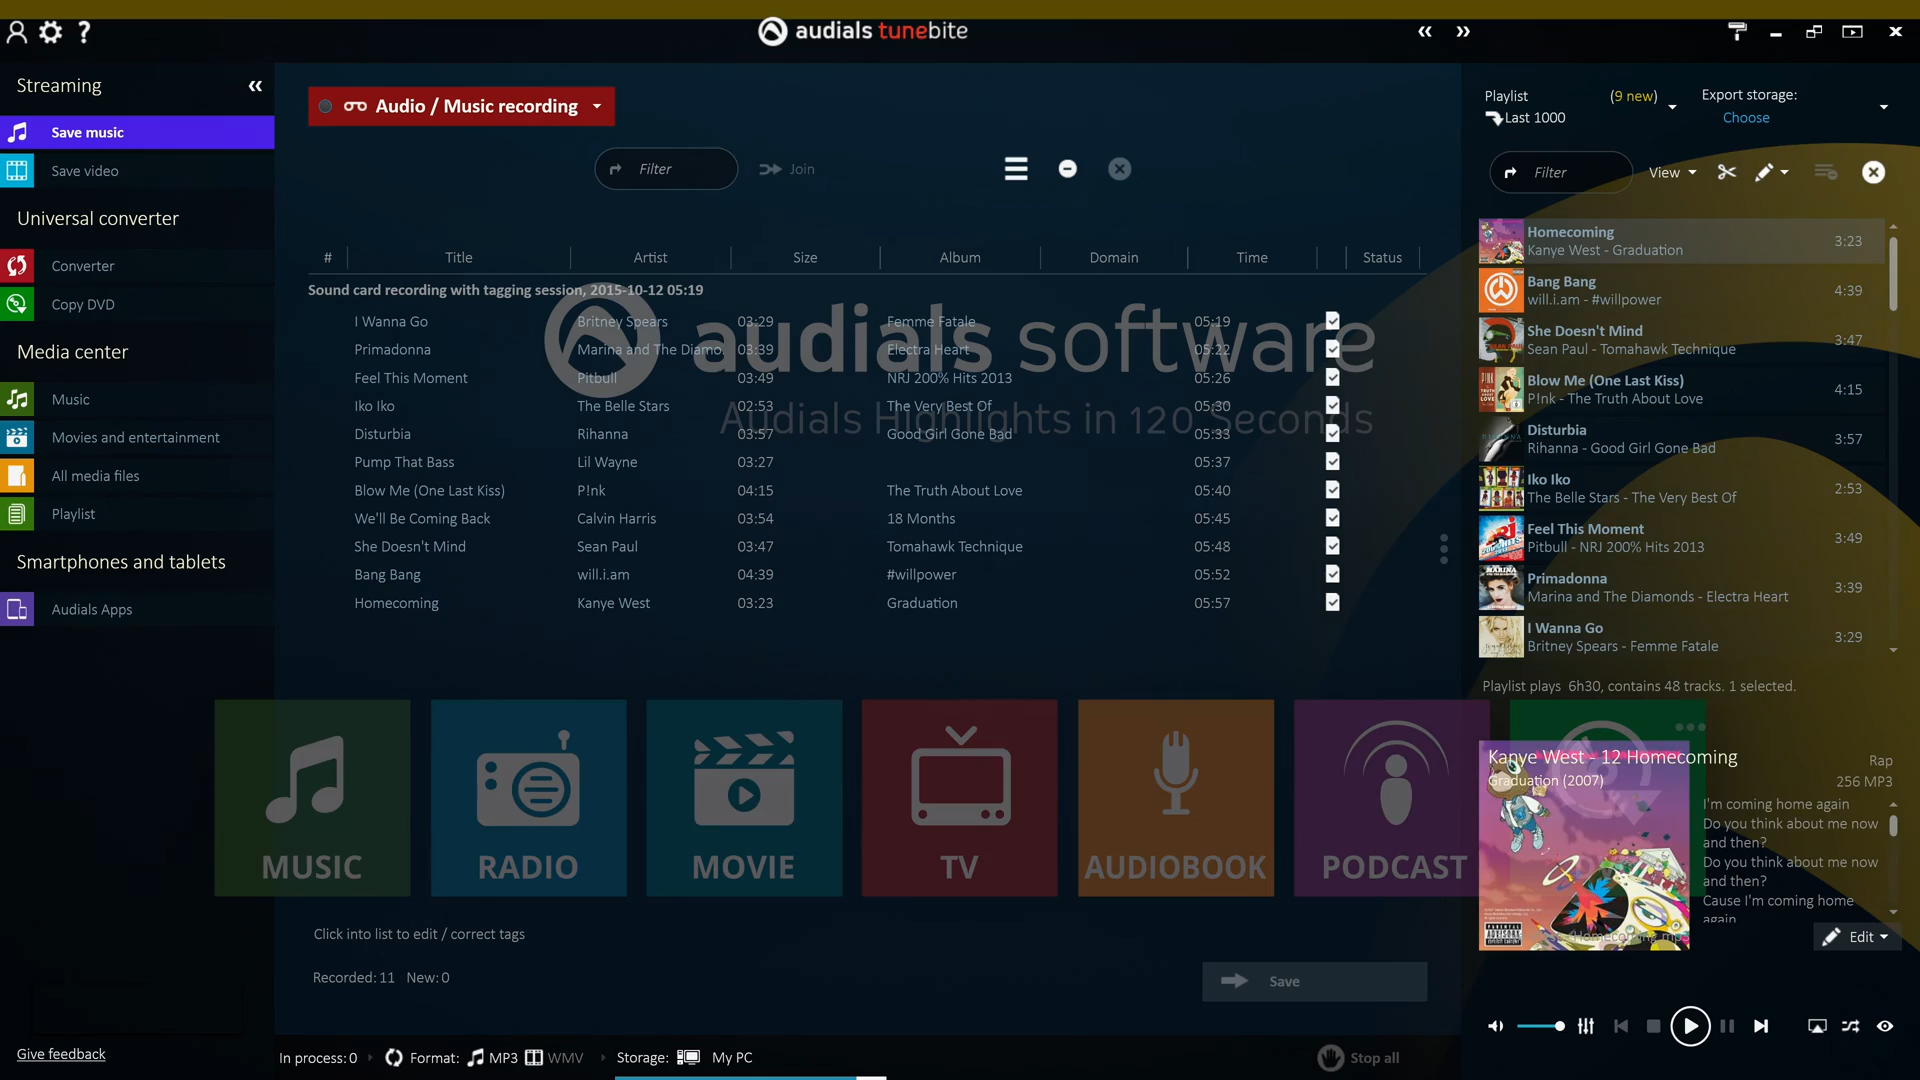 audials tunebite
Streaming
Save music
Save video
Universal converter
Converter
Copy DVD
Media center
Music
Movies and entertainment
All media files
Playlist
Smartphones and tablets
Audials Apps
Give feedback
Audio / Music recording
Filter
Join
# Title Artist Size Album Domain Time Status
Sound card recording with tagging session, 2015-10-12 05:19
I Wanna Go Britney Spears 03:29 Femme Fatale 05:19
Primadonna Marina and The Diamo. 03:39 Electra Heart 05:22
Feel This Moment Pitbull 03:49 NRJ 200% Hits 2013 05:26
Iko Iko The Belle Stars 02:53 The Very Best Of 05:30
Disturbia Rihanna 03:57 Good Girl Gone Bad 05:33
Pump That Bass Lil Wayne 03:27 05:37
Blow Me (One Last Kiss) P!nk 04:15 The Truth About Love 05:40
We'll Be Coming Back Calvin Harris 03:54 18 Months 05:45
She Doesn't Mind Sean Paul 03:47 Tomahawk Technique 05:48
Bang Bang will.i.am 04:39 #willpower 05:52
Homecoming Kanye West 03:23 Graduation 05:57
audials software
Audials Highlights in 120 Seconds
MUSIC
RADIO
MOVIE
TV
AUDIOBOOK
PODCAST
Click into list to edit / correct tags
Recorded: 11 New: 0
Save
In process: 0 Format: MP3 WMV Storage: My PC
Stop all
Playlist (9 new)
Last 1000
Export storage:
Choose
Filter
View
Homecoming
Kanye West - Graduation
3:23
Bang Bang
will.i.am - #willpower
4:39
She Doesn't Mind
Sean Paul - Tomahawk Technique
3:47
Blow Me (One Last Kiss)
P!nk - The Truth About Love
4:15
Disturbia
Rihanna - Good Girl Gone Bad
3:57
Iko Iko
The Belle Stars - The Very Best Of
2:53
Feel This Moment
Pitbull - NRJ 200% Hits 2013
3:49
Primadonna
Marina and The Diamonds - Electra Heart
3:39
I Wanna Go
Britney Spears - Femme Fatale
3:29
Playlist plays 6h30, contains 48 tracks. 1 selected.
Kanye West - 12 Homecoming
Graduation (2007)
Rap
256 MP3
I'm coming home again
Do you think about me now
and then?
Do you think about me now
and then?
Cause I'm coming home
again
Edit